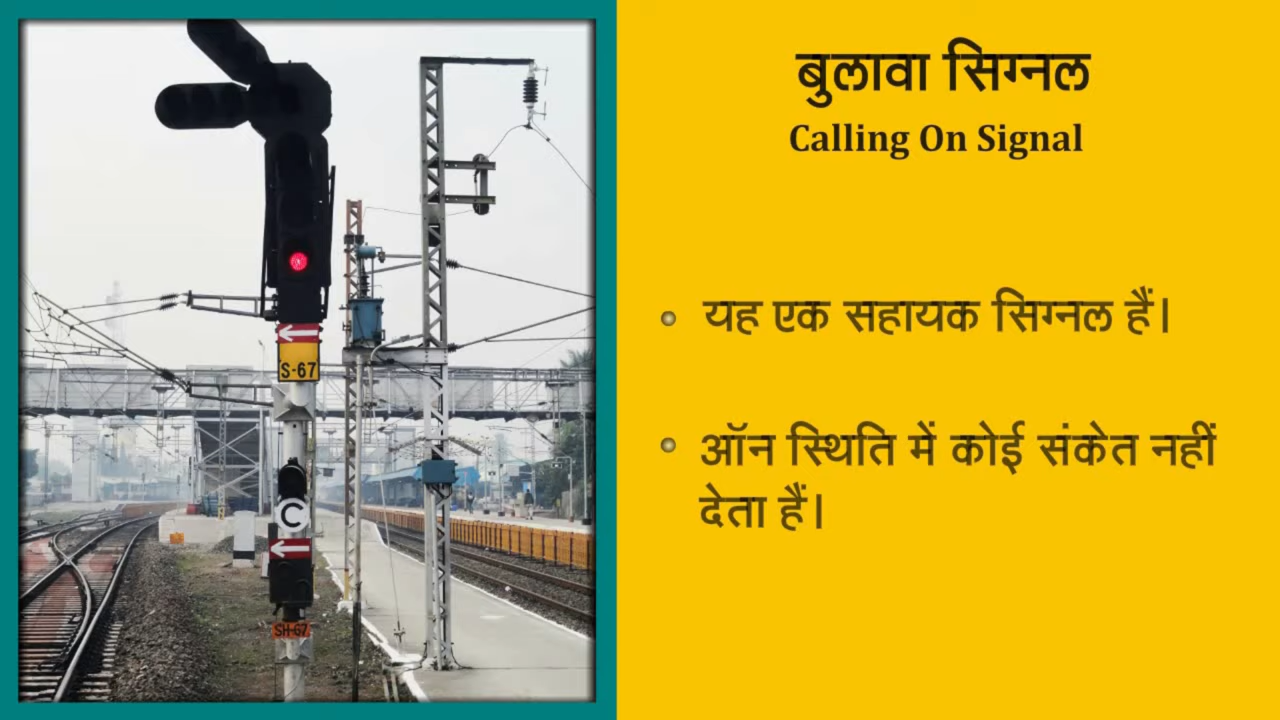 बुलावा सिग्नल
Calling On Signal
यह एक सहायक सिग्नल हैं।
ऑन स्थिति में कोई संकेत नहीं
देता हैं।
S-67
C
SH-67